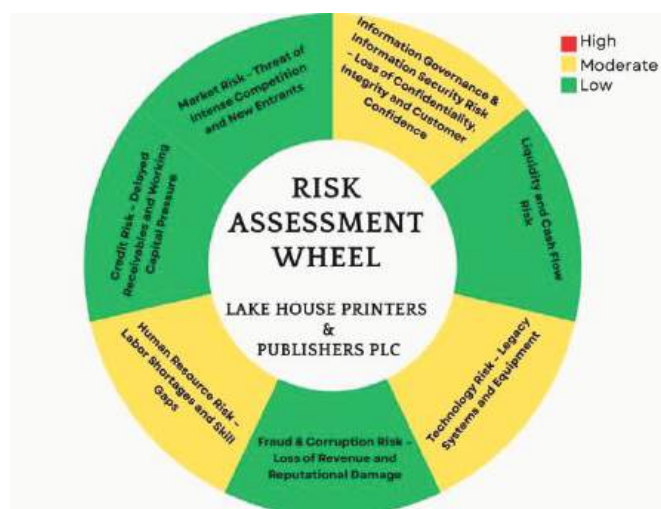 High
Moderate
Low
Information Governance &
Information Security Risk
- Loss of Confidentiality,
Integrity and Customer
Confidence
Liquidity and Cash Flow
Risk
Technology Risk - Legacy
Systems and Equipment
Fraud & Corruption Risk -
Loss of Revenue and
Reputational Damage
Human Resource Risk -
Labor Shortages and Skill
Gaps
Credit Risk - Delayed
Receivables and Working
Capital Pressure
Market Risk - Threat of
Intense Competition
and New Entrants
RISK
ASSESSMENT
WHEEL
LAKE HOUSE PRINTERS
&
PUBLISHERS PLC